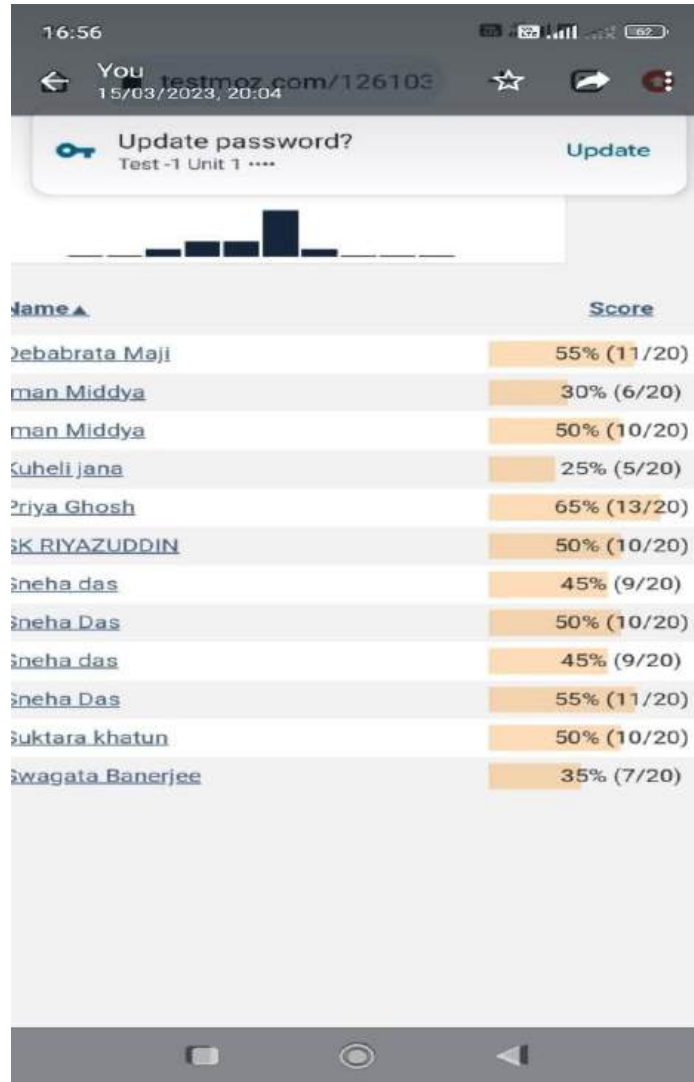 16:56 62
You
testmoz.com/126103
15/03/2023, 20:04
Update password? Update
Test -1 Unit 1 ····
Name▲ Score
Debabrata Maji 55% (11/20)
man Middya 30% (6/20)
man Middya 50% (10/20)
Kuheli jana 25% (5/20)
Priya Ghosh 65% (13/20)
SK RIYAZUDDIN 50% (10/20)
Sneha das 45% (9/20)
Sneha Das 50% (10/20)
Sneha das 45% (9/20)
Sneha Das 55% (11/20)
Suktara khatun 50% (10/20)
Swagata Banerjee 35% (7/20)